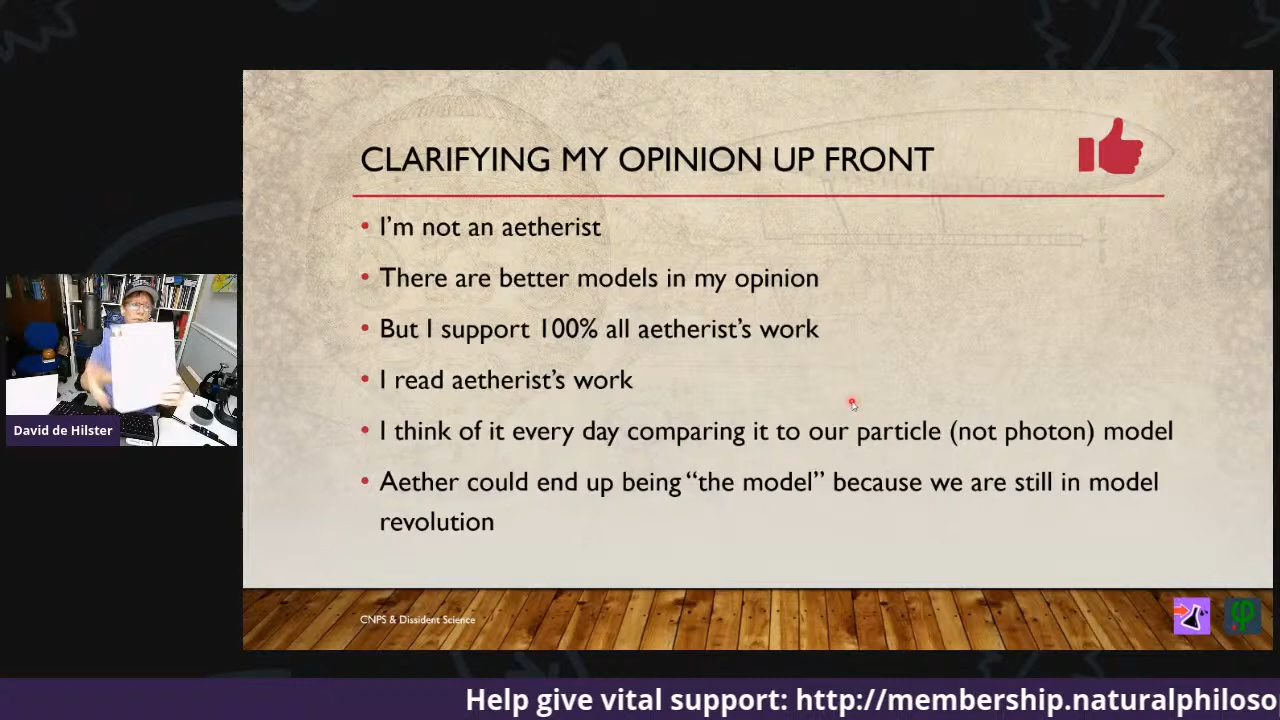 CLARIFYING MY OPINION UP FRONT
• I'm not an aetherist
• There are better models in my opinion
• But I support 100% all aetherist's work
• I read aetherist's work
• I think of it every day comparing it to our particle (not photon) model
• Aether could end up being “the model” because we are still in model
revolution
David de Hilster
CNPS & Dissident Science
Help give vital support: http://membership.naturalphiloso